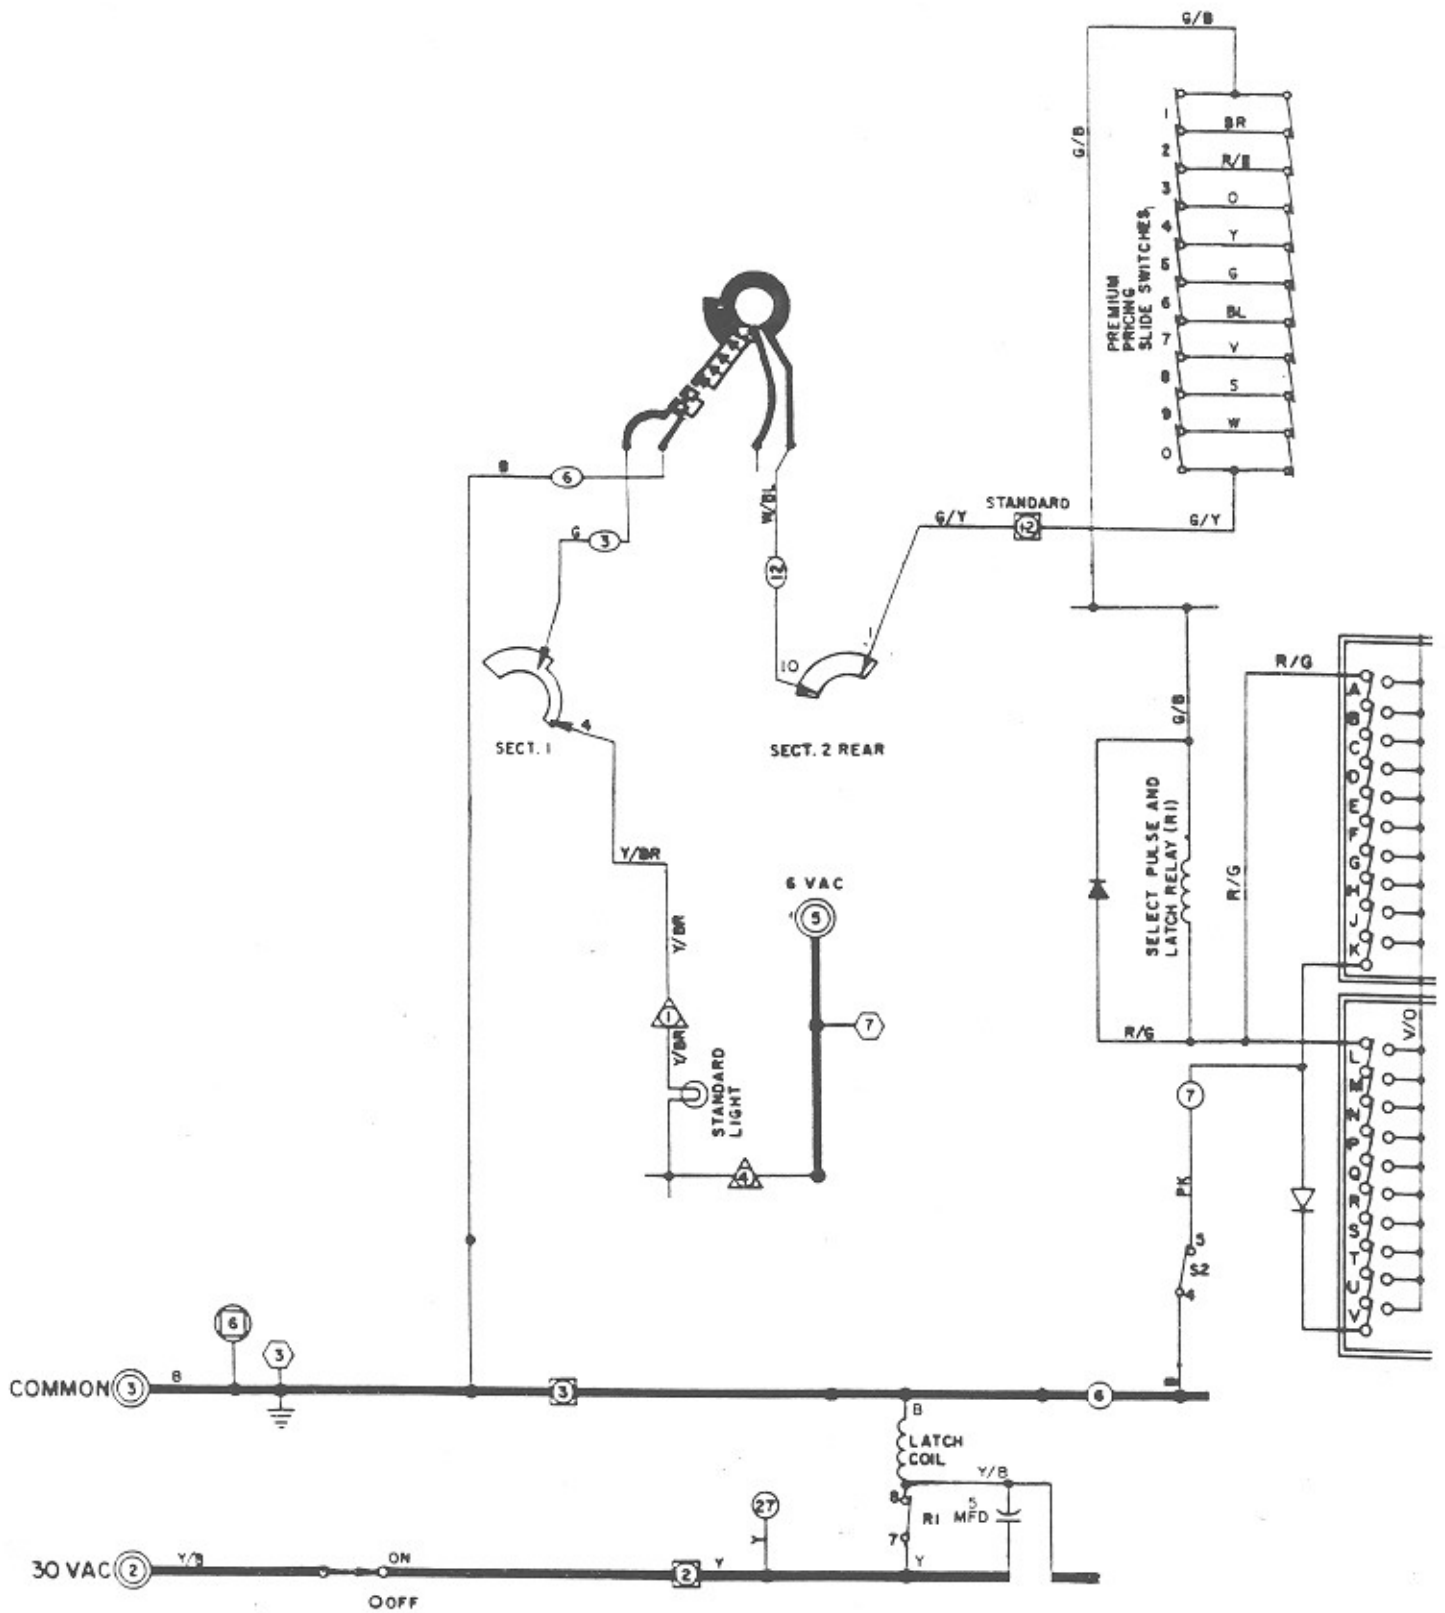 G/B
G/B
1
BR
2
R/B
3
O
4
Y
5
G
6
BL
7
V
8
S
9
W
0
PREMIUM
PRICING
SLIDE SWITCHES
B
6
G
3
W/BL
12
G/Y
STANDARD
12
G/Y
10
1
4
SECT. 1
SECT. 2 REAR
Y/BR
Y/BR
1
Y/BR
STANDARD
LIGHT
4
6 VAC
5
7
G/B
SELECT PULSE AND
LATCH RELAY (R1)
R/G
R/G
R/G
A
B
C
D
E
F
G
H
J
K
V/O
L
M
N
P
Q
R
S
T
U
V
7
PK
5
S2
4
6
3
COMMON
3
B
3
6
B
LATCH
COIL
Y/B
8
R1
5
MFD
7
Y
27
Y
30 VAC
2
Y/B
ON
OFF
2
Y